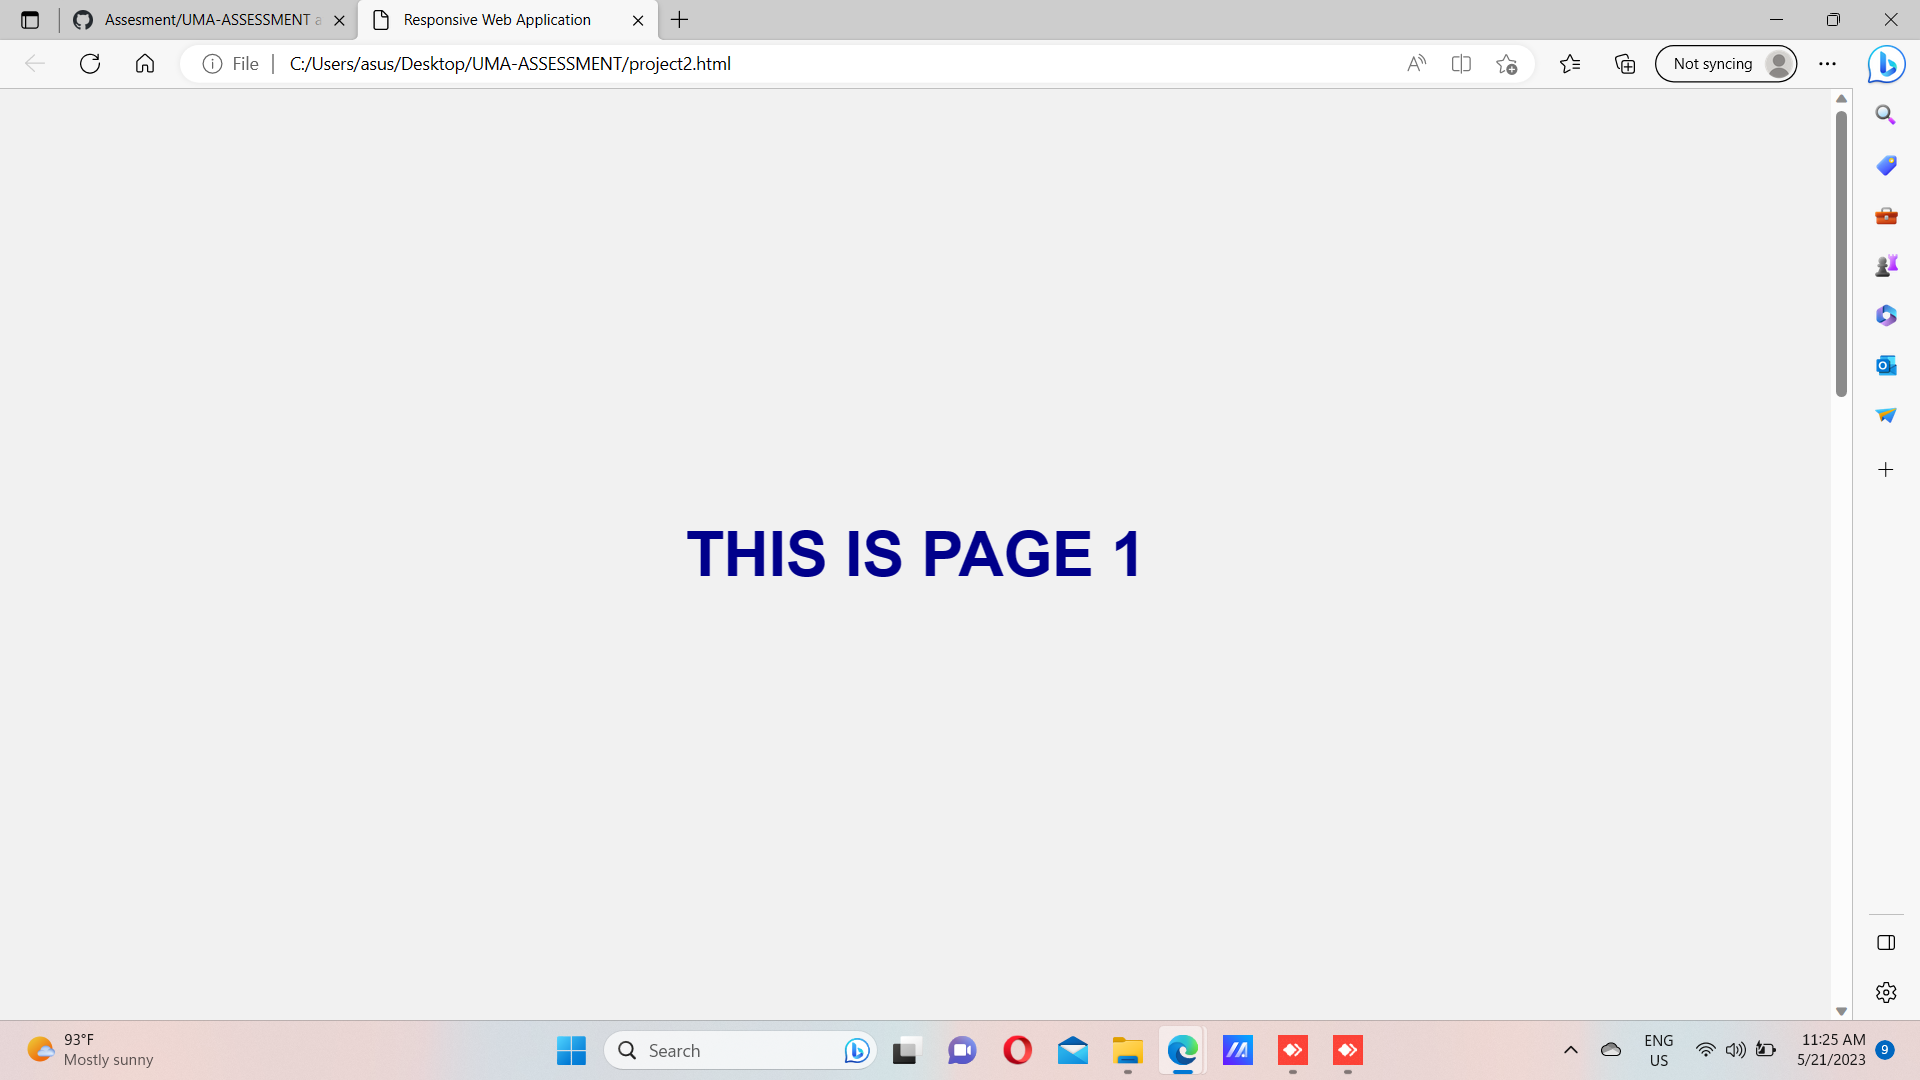 Assesment/UMA-ASSESSMENT a
Responsive Web Application
File
C:/Users/asus/Desktop/UMA-ASSESSMENT/project2.html
Not syncing
THIS IS PAGE 1
93°F
Mostly sunny
Search
ENG
US
11:25 AM
5/21/2023
9